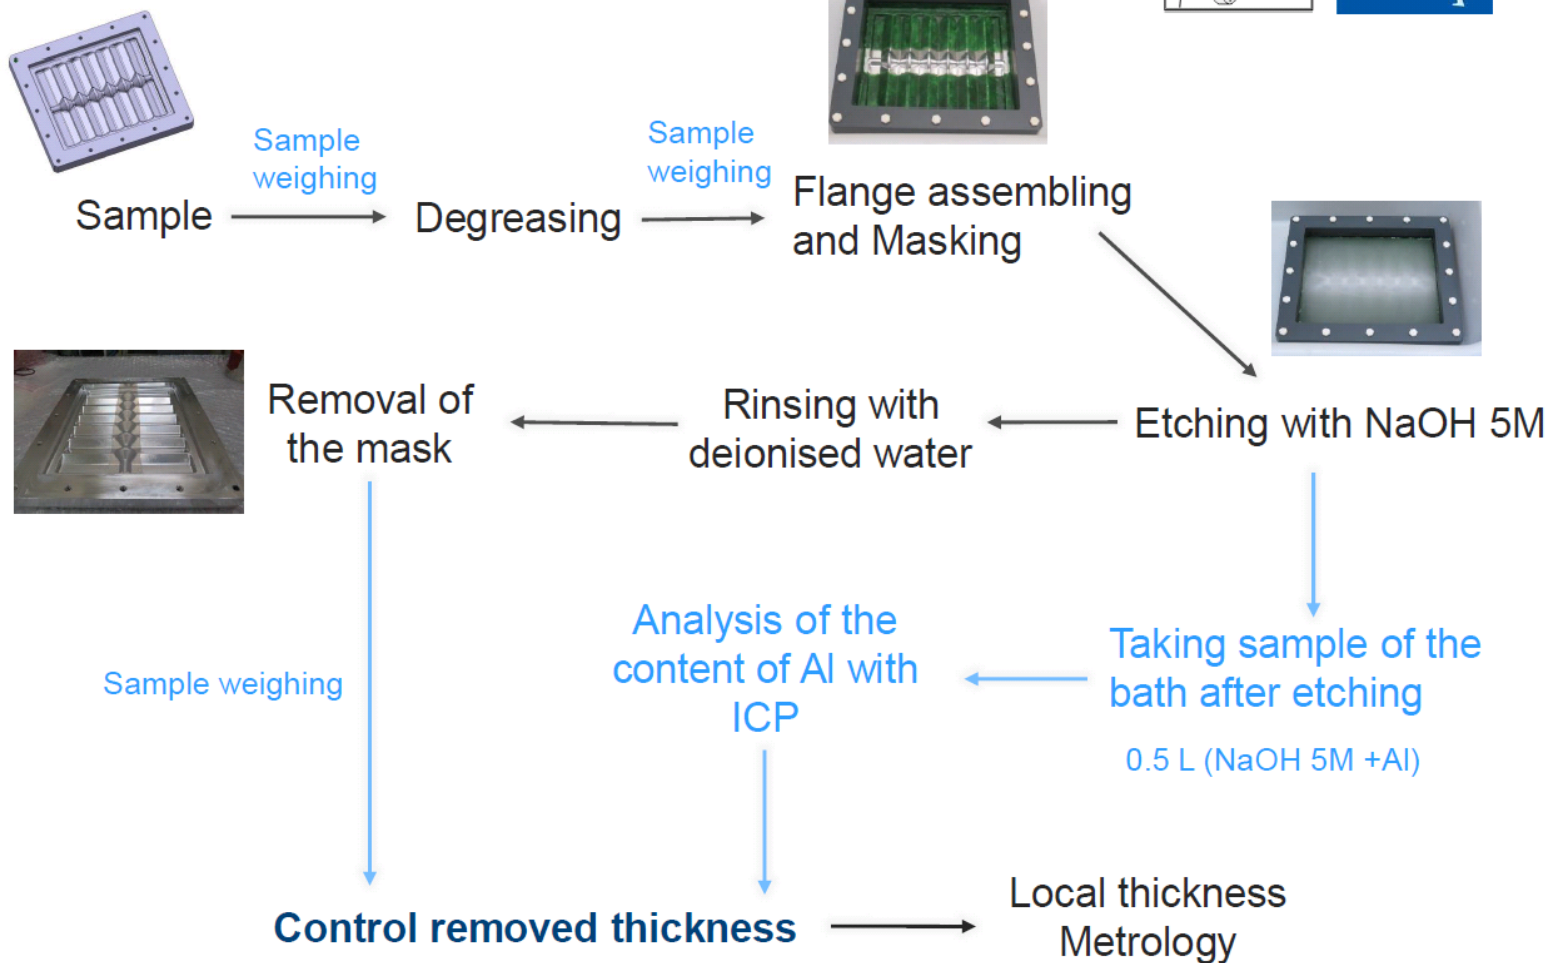 Sample
weighing
Sample
weighing
Sample
Degreasing
Flange assembling
and Masking
Removal of
the mask
Rinsing with
deionised water
Etching with NaOH 5M
Sample weighing
Analysis of the
content of Al with
ICP
Taking sample of the
bath after etching
0.5 L (NaOH 5M +Al)
Control removed thickness
Local thickness
Metrology